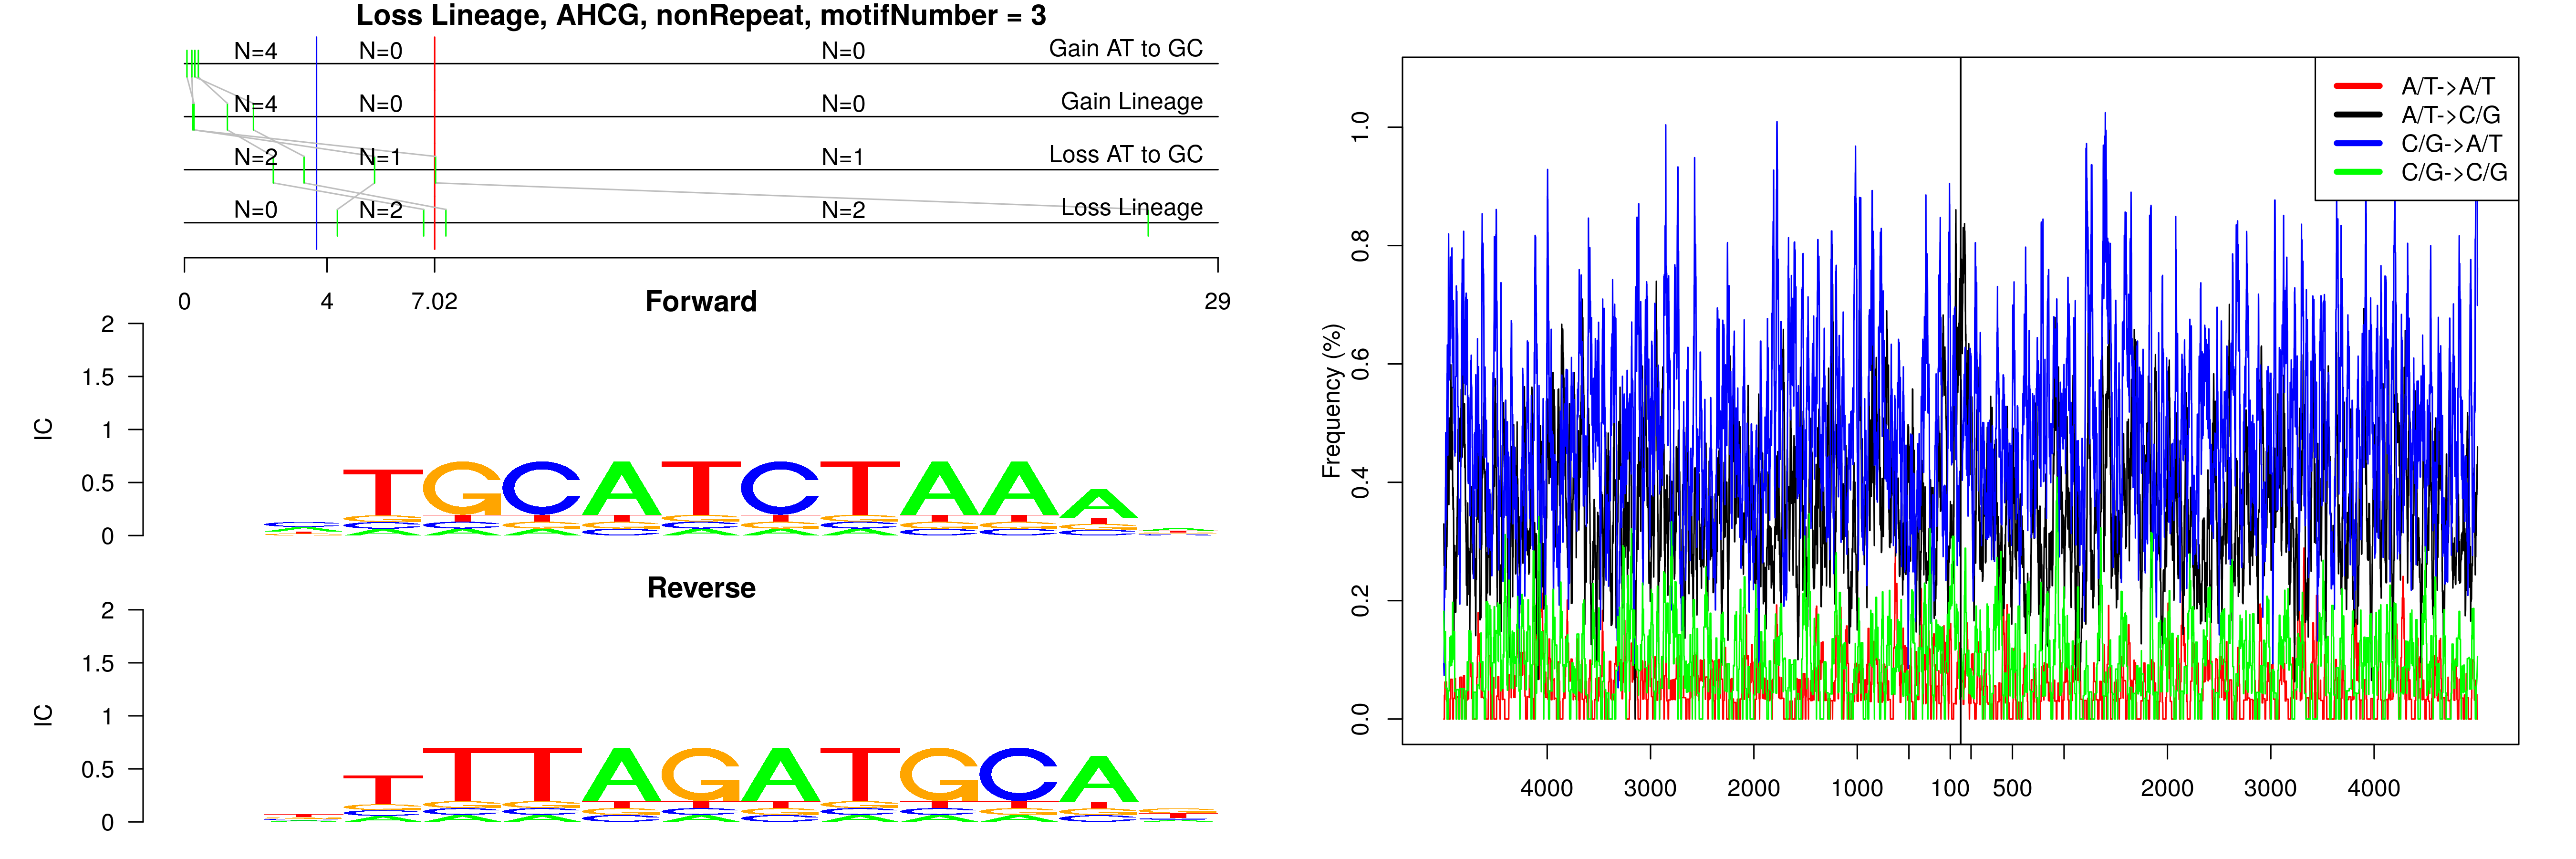 Loss Lineage, AHCG, nonRepeat, motifNumber = 3
N=4 N=0 N=0 Gain AT to GC
N=4 N=0 N=0 Gain Lineage
N=2 N=1 N=1 Loss AT to GC
N=0 N=2 N=2 Loss Lineage
0 4 7.02 29
Forward
2
1.5
1
0.5
0
IC
TGCATCTAAA
Reverse
2
1.5
1
0.5
0
IC
TTTAGATGCA
A/T->A/T
A/T->C/G
C/G->A/T
C/G->C/G
Frequency (%)
1.0
0.8
0.6
0.4
0.2
0.0
4000 3000 2000 1000 100 500 2000 3000 4000